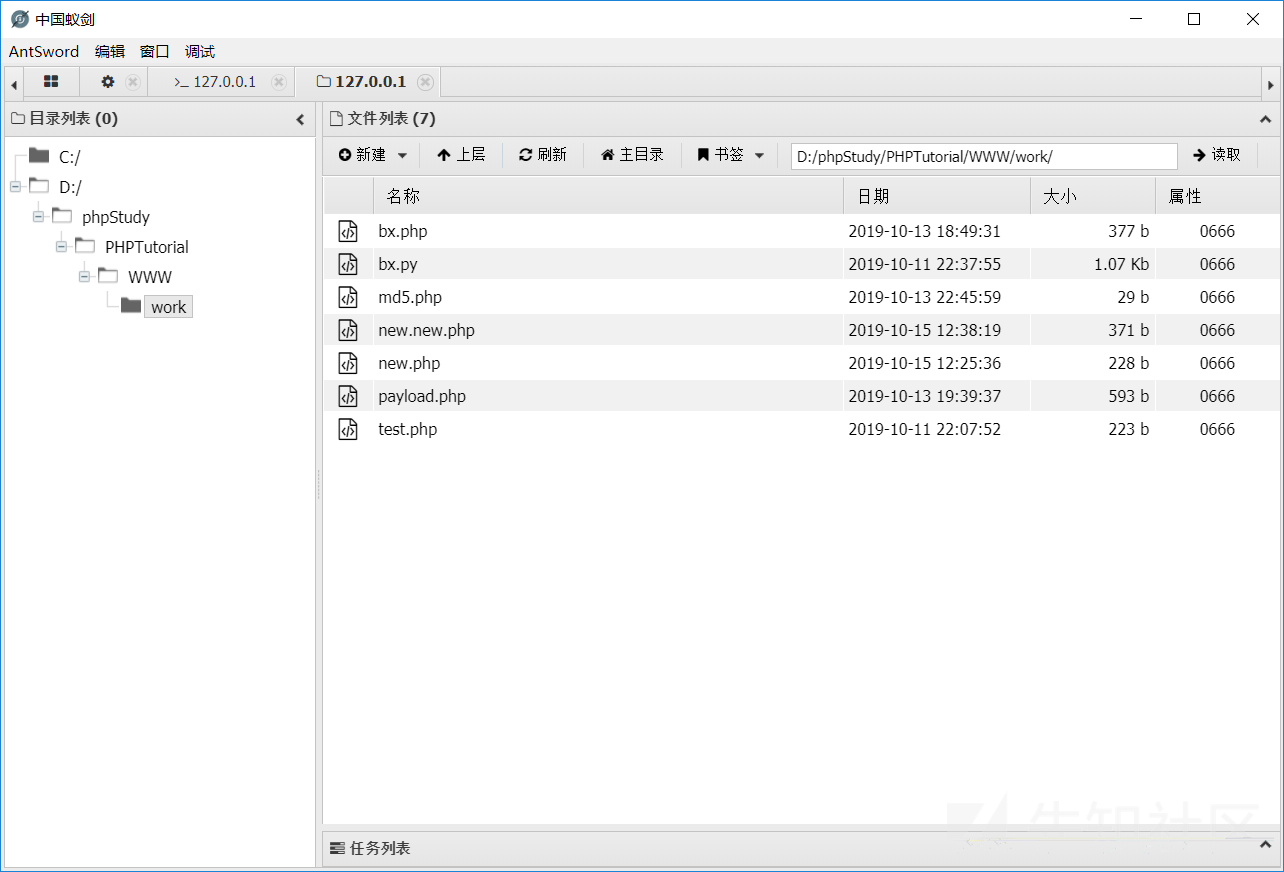 中国蚁剑
AntSword 编辑 窗口 调试
>_ 127.0.0.1 127.0.0.1
目录列表 (0)
C:/
D:/
phpStudy
PHPTutorial
WWW
work
文件列表 (7)
新建 上层 刷新 主目录 书签 D:/phpStudy/PHPTutorial/WWW/work/ 读取
名称 日期 大小 属性
bx.php 2019-10-13 18:49:31 377 b 0666
bx.py 2019-10-11 22:37:55 1.07 Kb 0666
md5.php 2019-10-13 22:45:59 29 b 0666
new.new.php 2019-10-15 12:38:19 371 b 0666
new.php 2019-10-15 12:25:36 228 b 0666
payload.php 2019-10-13 19:39:37 593 b 0666
test.php 2019-10-11 22:07:52 223 b 0666
任务列表